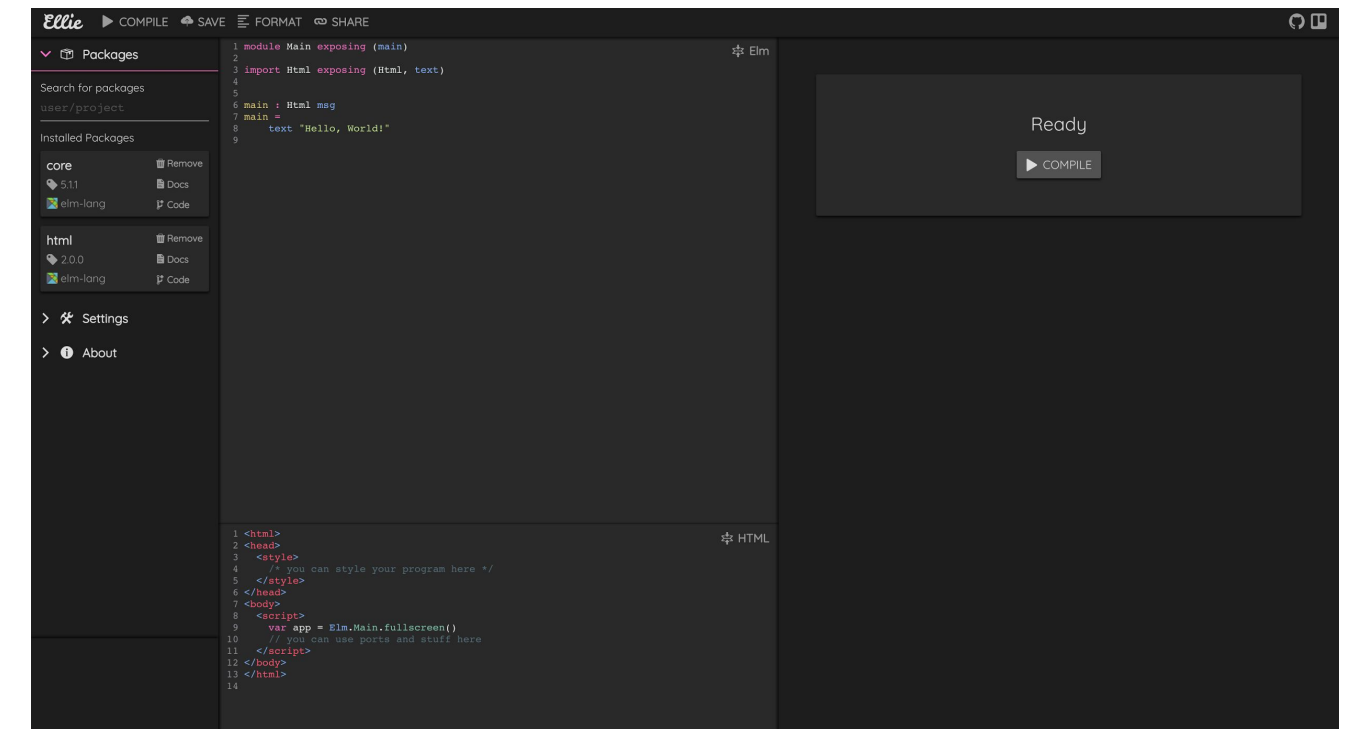 Ellie COMPILE SAVE FORMAT SHARE
Packages
Search for packages
user/project
Installed Packages
core Remove
5.1.1 Docs
elm-lang Code
html Remove
2.0.0 Docs
elm-lang Code
Settings
About
Elm
1 module Main exposing (main)
2
3 import Html exposing (Html, text)
4
5
6 main : Html msg
7 main =
8     text "Hello, World!"
9
HTML
1 <html>
2 <head>
3   <style>
4     /* you can style your program here */
5   </style>
6 </head>
7 <body>
8   <script>
9     var app = Elm.Main.fullscreen()
10     // you can use ports and stuff here
11   </script>
12 </body>
13 </html>
14
Ready
COMPILE